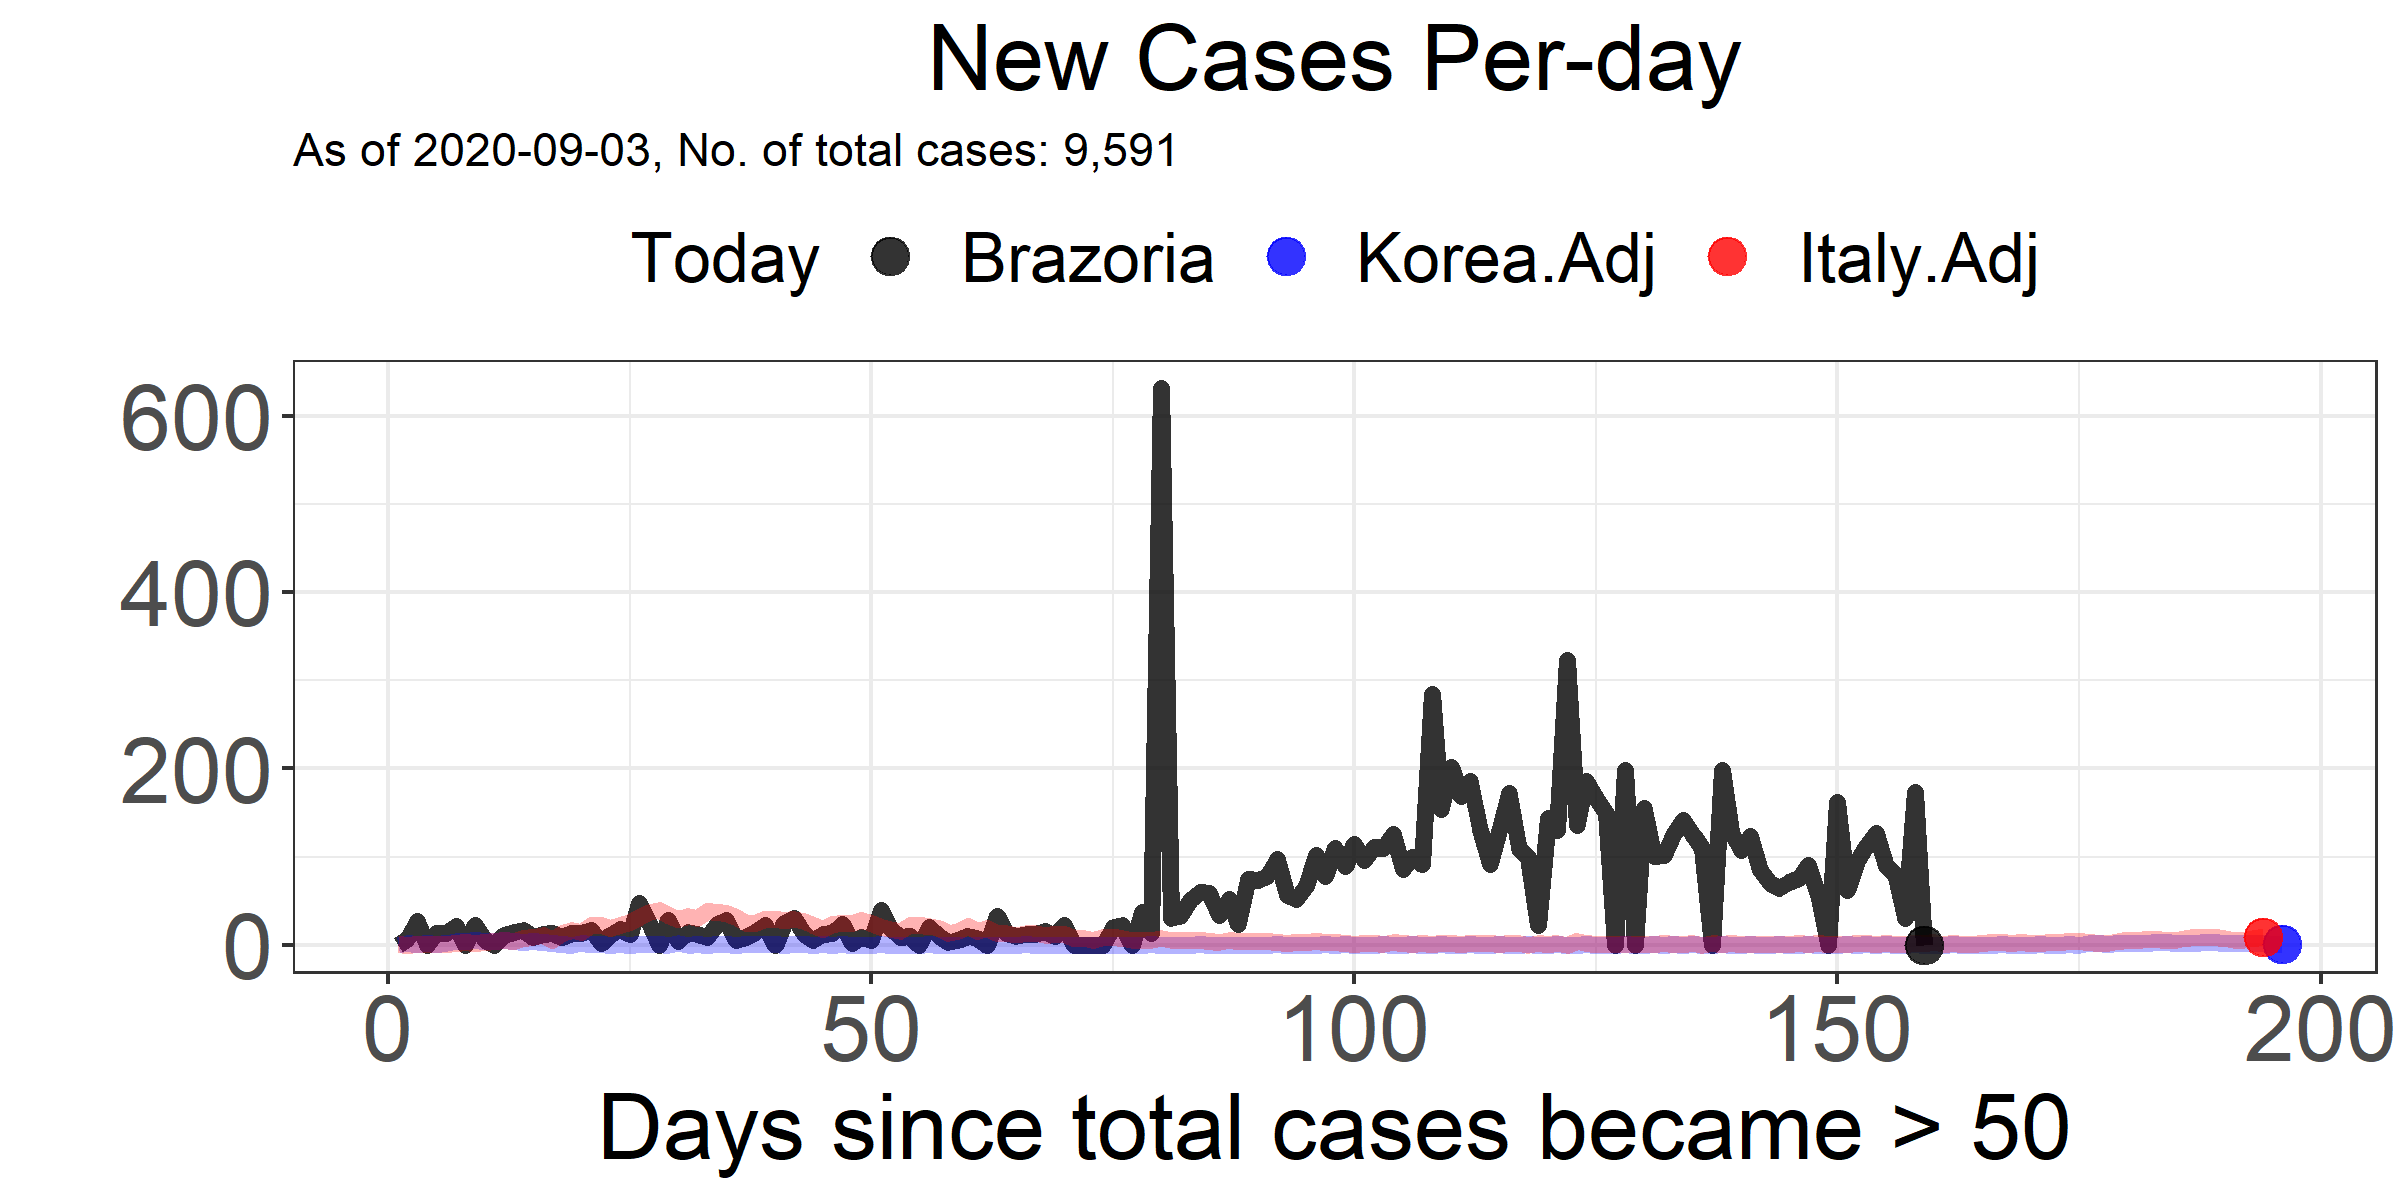 New Cases Per-day
As of 2020-09-03, No. of total cases: 9,591
Today Brazoria Korea.Adj Italy.Adj
600
400
200
0
0 50 100 150 200
Days since total cases became > 50